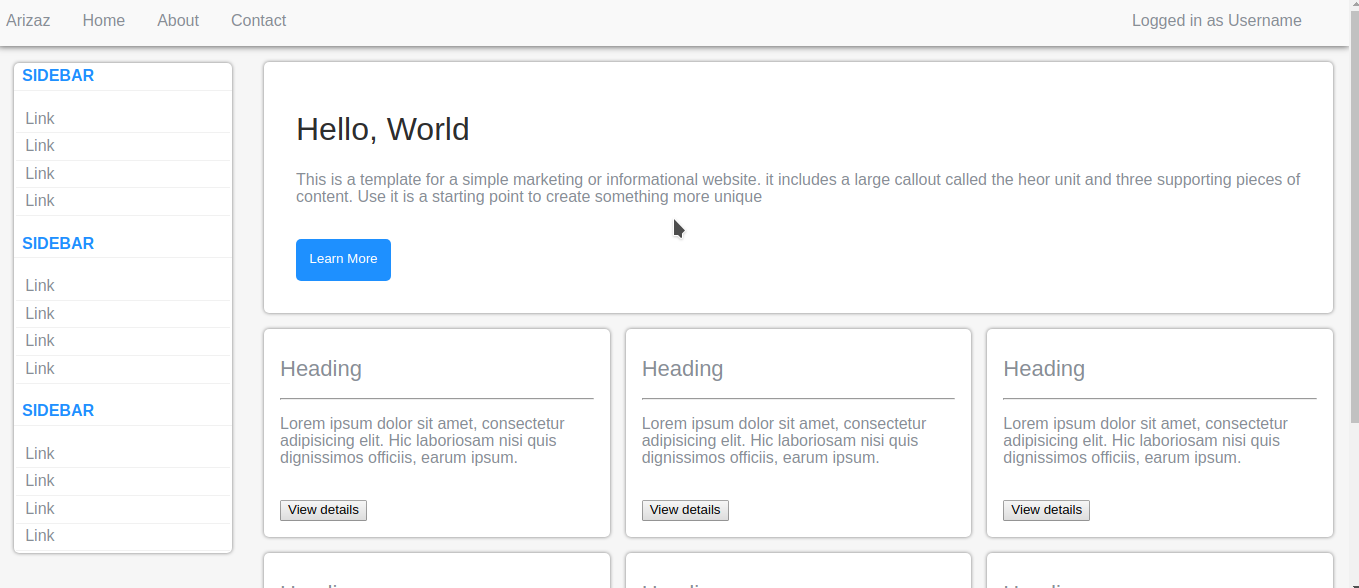 Arizaz Home About Contact Logged in as Username
SIDEBAR
Link
Link
Link
Link
SIDEBAR
Link
Link
Link
Link
SIDEBAR
Link
Link
Link
Link
Hello, World
This is a template for a simple marketing or informational website. it includes a large callout called the heor unit and three supporting pieces of
content. Use it is a starting point to create something more unique
Learn More
Heading
Lorem ipsum dolor sit amet, consectetur
adipisicing elit. Hic laboriosam nisi quis
dignissimos officiis, earum ipsum.
View details
Heading
Lorem ipsum dolor sit amet, consectetur
adipisicing elit. Hic laboriosam nisi quis
dignissimos officiis, earum ipsum.
View details
Heading
Lorem ipsum dolor sit amet, consectetur
adipisicing elit. Hic laboriosam nisi quis
dignissimos officiis, earum ipsum.
View details